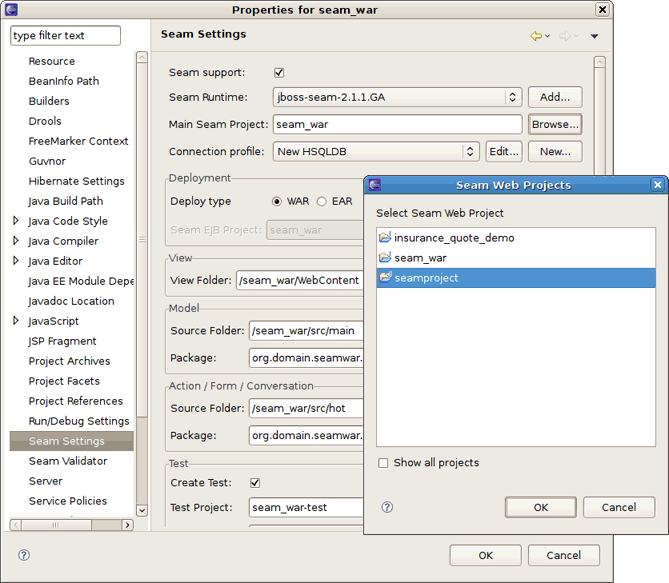 Properties for seam_war
type filter text
Resource
BeanInfo Path
Builders
Drools
FreeMarker Context
Guvnor
Hibernate Settings
Java Build Path
Java Code Style
Java Compiler
Java Editor
Java EE Module Depe
Javadoc Location
JavaScript
JSP Fragment
Project Archives
Project Facets
Project References
Run/Debug Settings
Seam Settings
Seam Validator
Server
Service Policies
Seam Settings
Seam support:
Seam Runtime: jboss-seam-2.1.1.GA Add...
Main Seam Project: seam_war Browse...
Connection profile: New HSQLDB Edit... New...
Deployment
Deploy type WAR EAR
Seam EJB Project: seam_war
View
View Folder: /seam_war/WebContent
Model
Source Folder: /seam_war/src/main
Package: org.domain.seamwar.
Action / Form / Conversation
Source Folder: /seam_war/src/hot
Package: org.domain.seamwar.
Test
Create Test:
Test Project: seam_war-test
OK Cancel
Seam Web Projects
Select Seam Web Project
insurance_quote_demo
seam_war
seamproject
Show all projects
OK Cancel